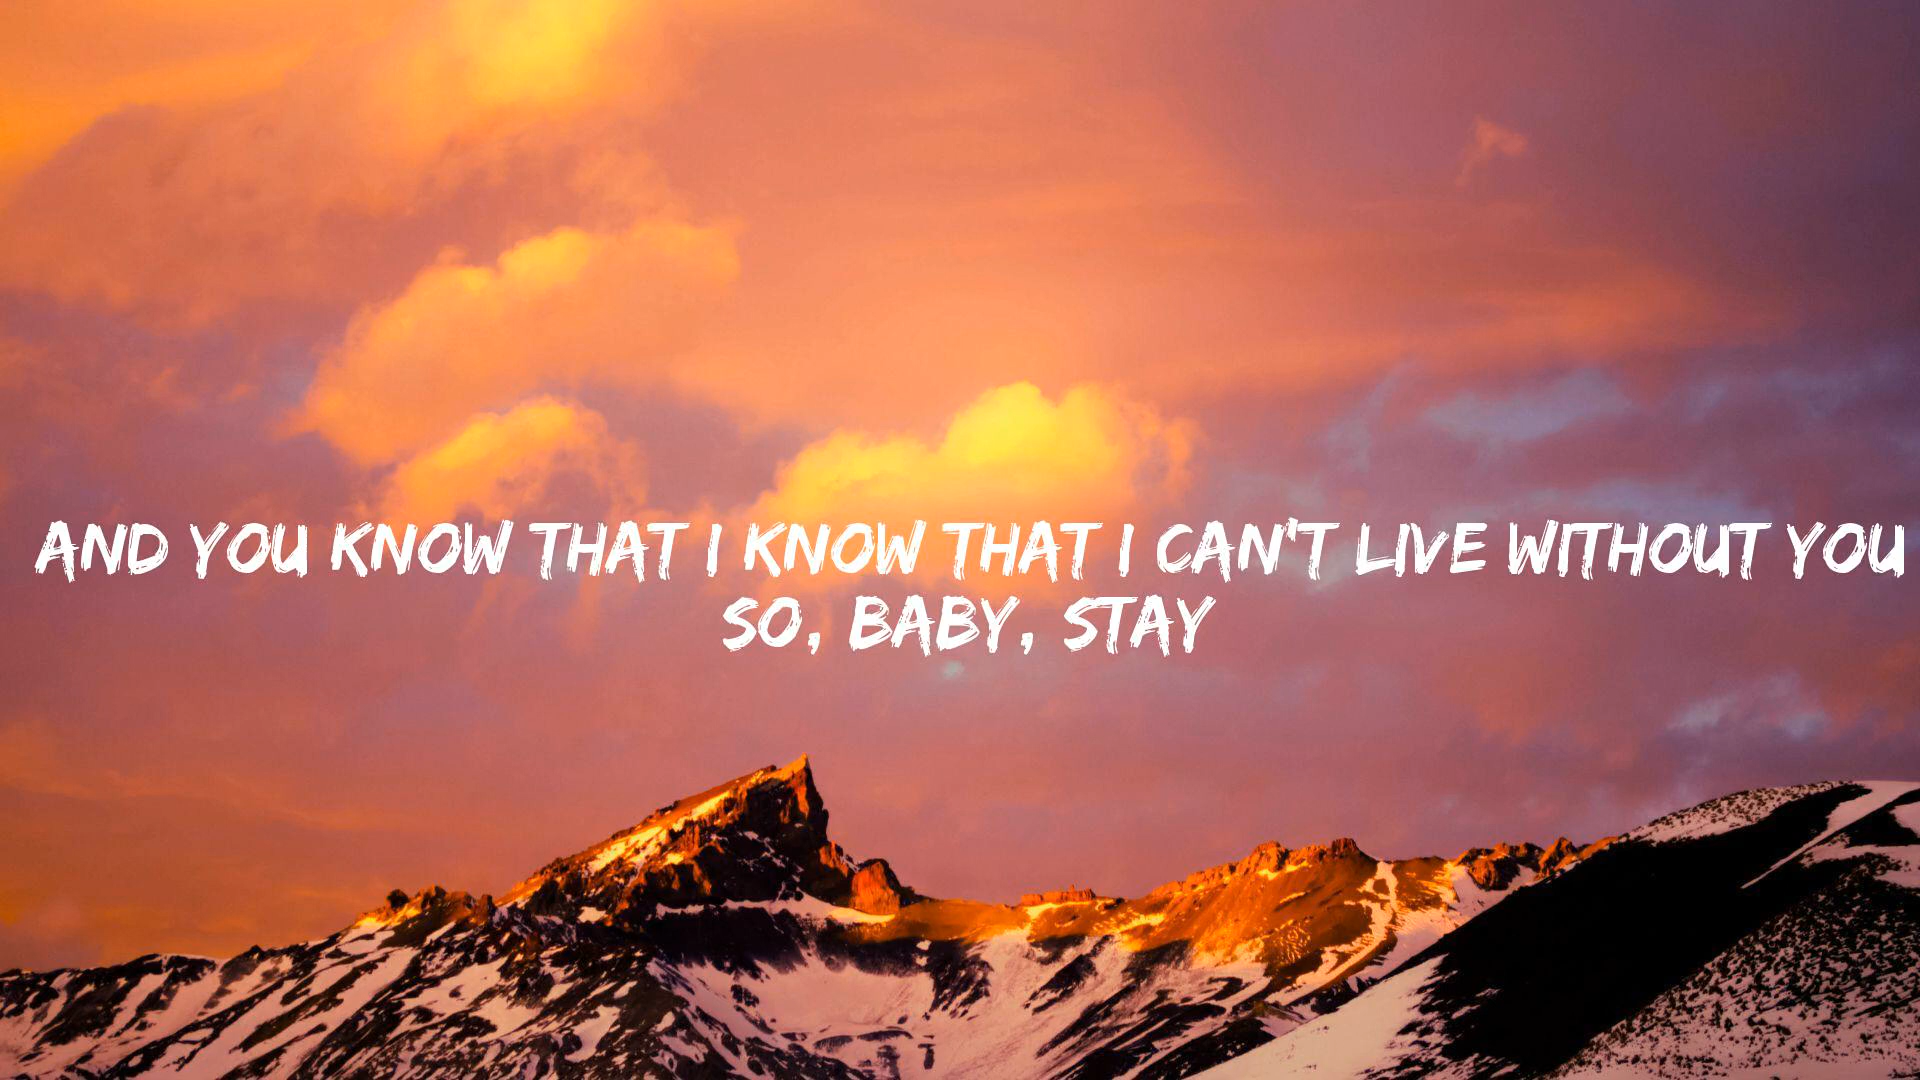 AND YOU KNOW THAT I KNOW THAT I CAN'T LIVE WITHOUT YOU
SO, BABY, STAY